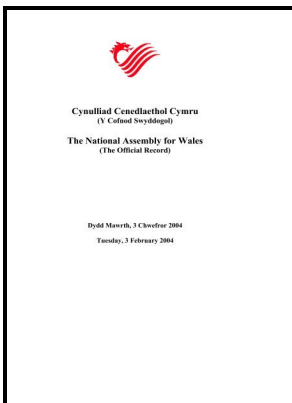 Cynulliad Cenedlaethol Cymru
(Y Cofnod Swyddogol)
The National Assembly for Wales
(The Official Record)
Dydd Mawrth, 3 Chwefror 2004
Tuesday, 3 February 2004